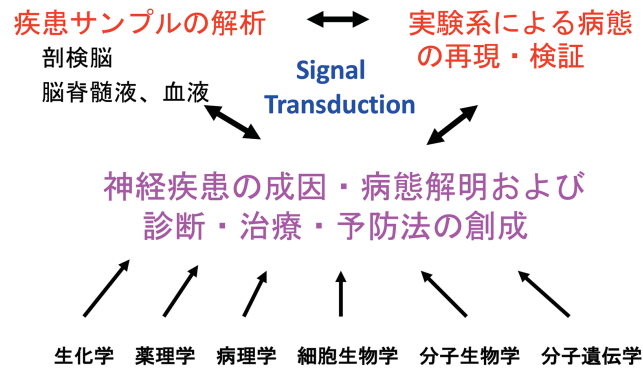 疾患サンプルの解析
剖検脳
脳脊髄液、血液
実験系による病態
の再現・検証
Signal
Transduction
神経疾患の成因・病態解明および
診断・治療・予防法の創成
生化学 薬理学 病理学 細胞生物学 分子生物学 分子遺伝学